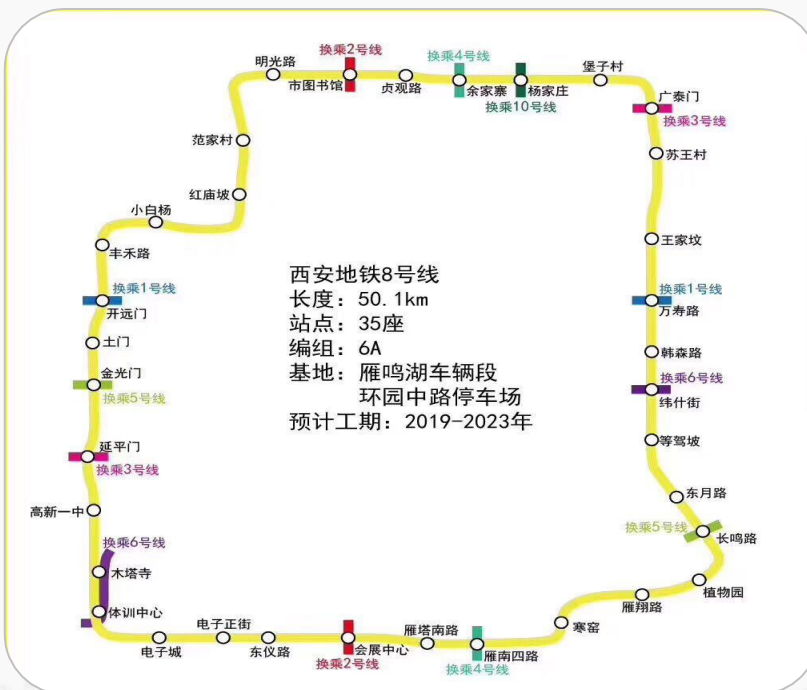 换乘2号线
换乘4号线
明光路
堡子村
市图书馆
贞观路
余家寨
杨家庄
广泰门
换乘10号线
换乘3号线
范家村
苏王村
红庙坡
小白杨
丰禾路
王家坟
西安地铁8号线
长度：50.1km
站点：35座
编组：6A
基地：雁鸣湖车辆段
环园中路停车场
预计工期：2019-2023年
换乘1号线
开远门
换乘1号线
万寿路
土门
韩森路
金光门
换乘5号线
换乘6号线
纬什街
延平门
换乘3号线
等驾坡
高新一中
东月路
换乘5号线
长鸣路
换乘6号线
木塔寺
植物园
体训中心
雁翔路
寒窑
电子正街
雁塔南路
电子城
东仪路
会展中心
雁南四路
换乘2号线
换乘4号线